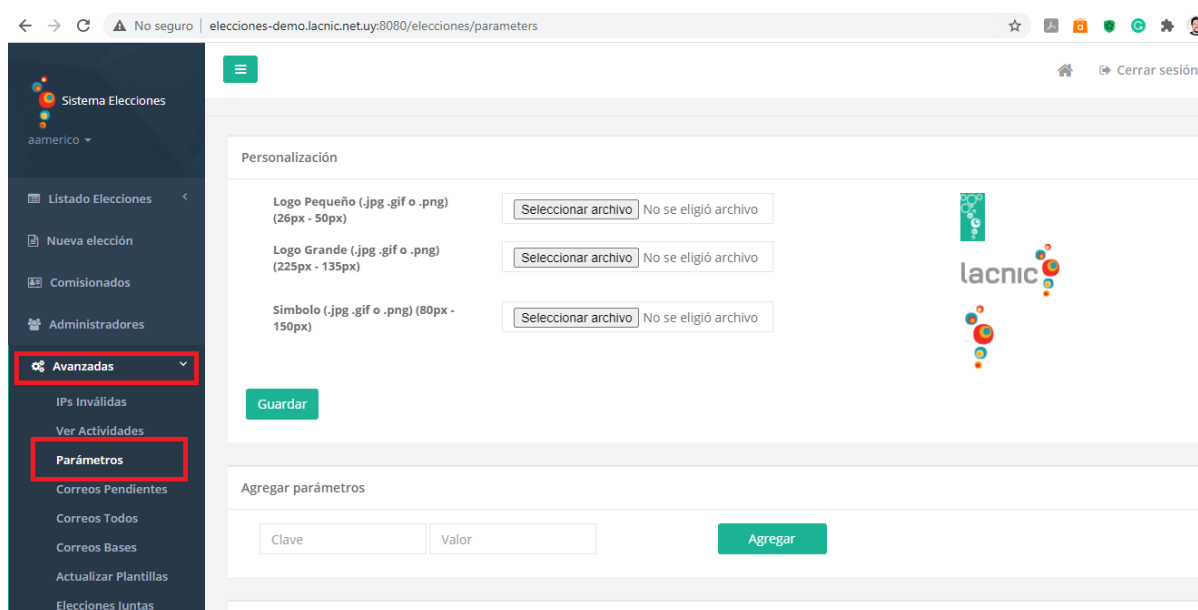 No seguro | elecciones-demo.lacnic.net.uy:8080/elecciones/parameters
Sistema Elecciones
aamerico
Cerrar sesión
Listado Elecciones
Nueva elección
Comisionados
Administradores
Avanzadas
IPs Inválidas
Ver Actividades
Parámetros
Correos Pendientes
Correos Todos
Correos Bases
Actualizar Plantillas
Elecciones Juntas
Personalización
Logo Pequeño (.jpg .gif o .png)
(26px - 50px)
Seleccionar archivo No se eligió archivo
Logo Grande (.jpg .gif o .png)
(225px - 135px)
Seleccionar archivo No se eligió archivo
lacnic
Simbolo (.jpg .gif o .png) (80px -
150px)
Seleccionar archivo No se eligió archivo
Guardar
Agregar parámetros
Clave Valor Agregar